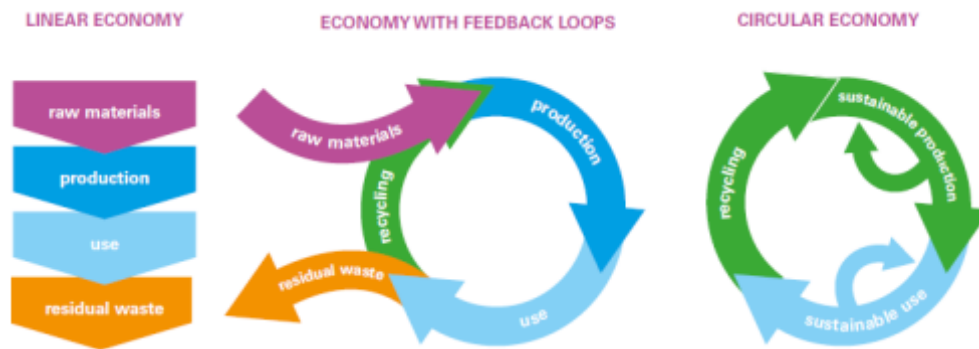 LINEAR ECONOMY
raw materials
production
use
residual waste
ECONOMY WITH FEEDBACK LOOPS
raw materials
production
recycling
residual waste
use
CIRCULAR ECONOMY
sustainable production
recycling
sustainable use